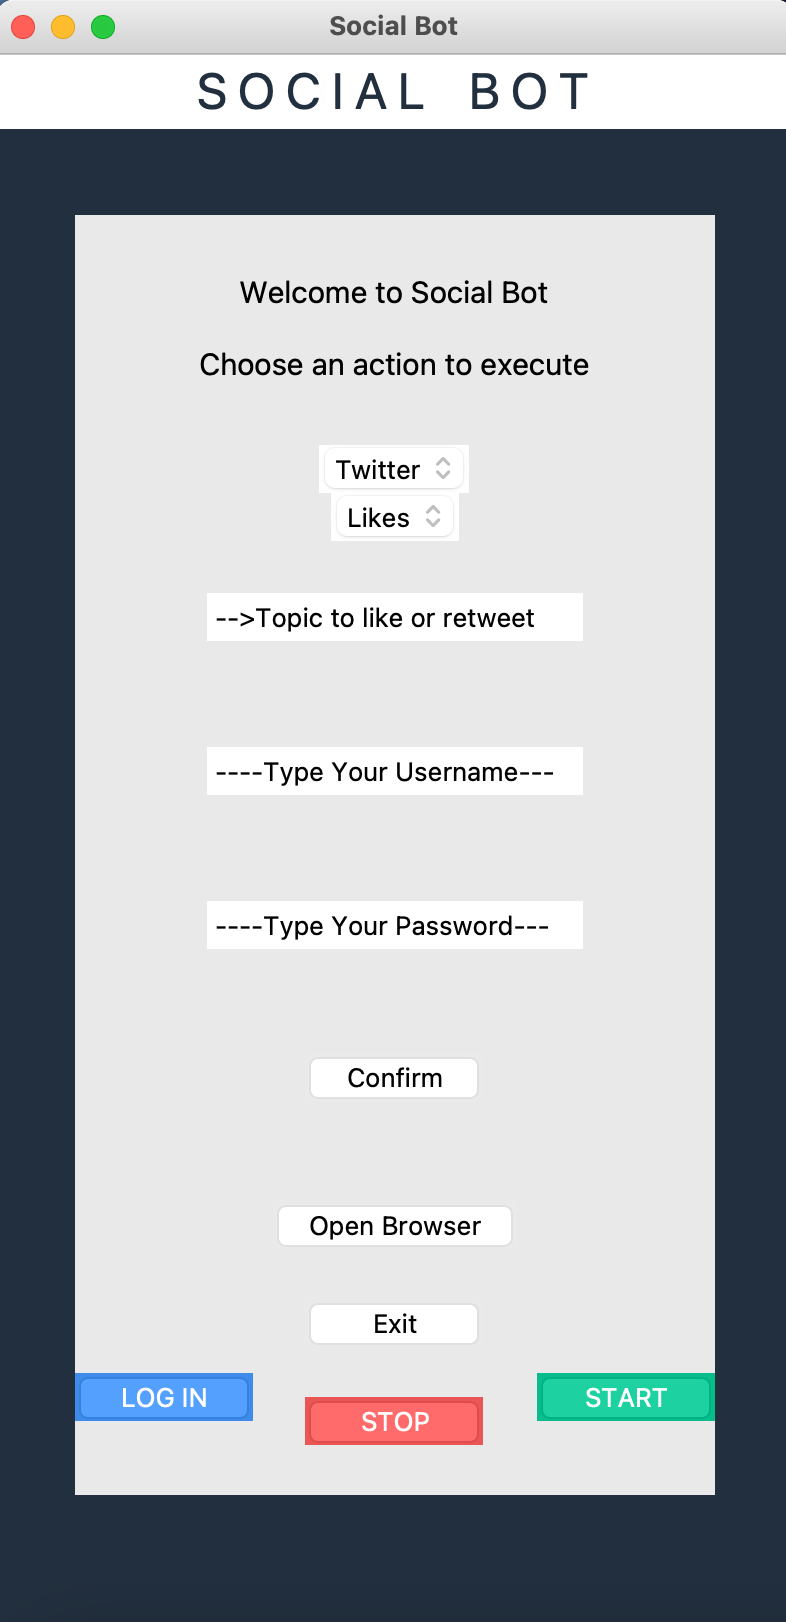 Social Bot
SOCIAL BOT
Welcome to Social Bot
Choose an action to execute
Twitter
Likes
-->Topic to like or retweet
----Type Your Username---
----Type Your Password---
Confirm
Open Browser
Exit
LOG IN
START
STOP